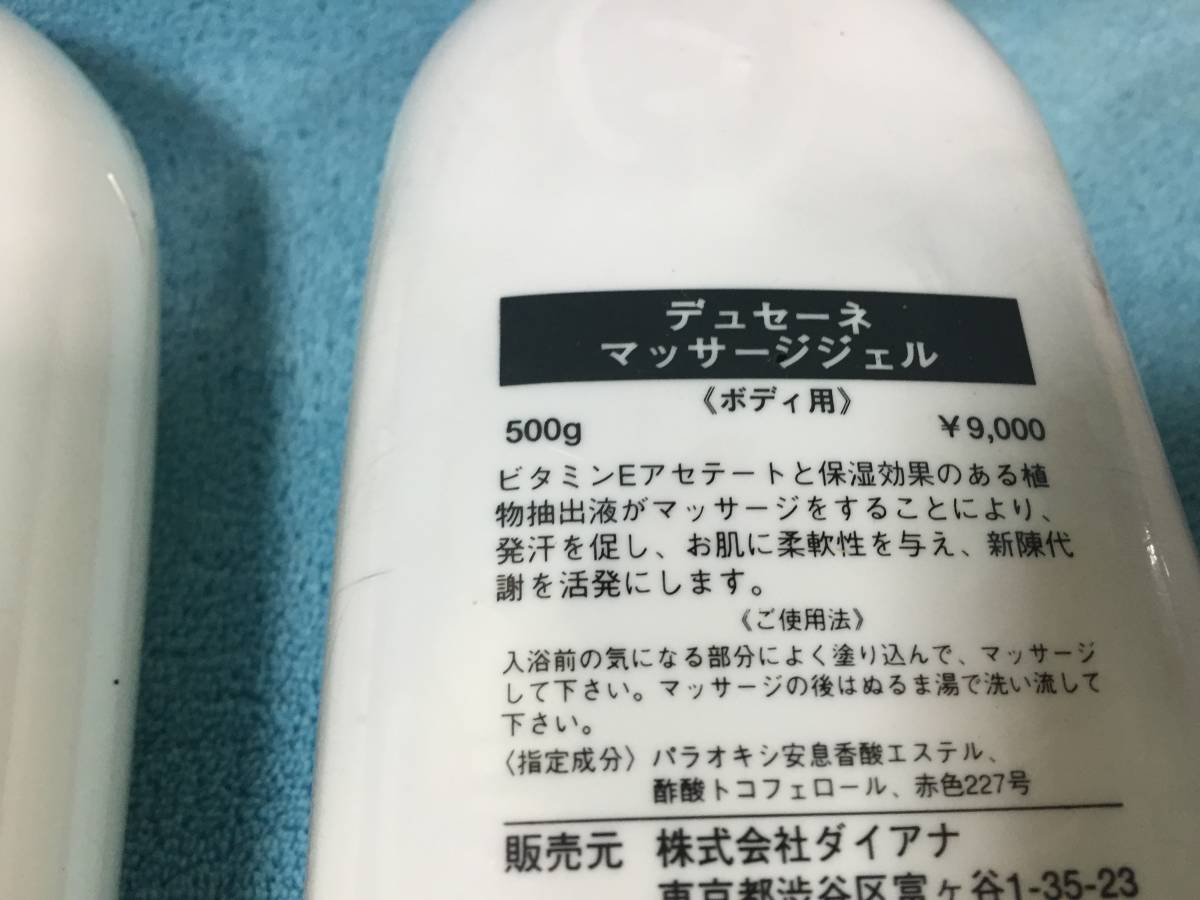 デュセーネ
マッサージジェル
《ボディ用》
500g ￥9,000
ビタミンEアセテートと保湿効果のある植
物抽出液がマッサージをすることにより、
発汗を促し、お肌に柔軟性を与え、新陳代
謝を活発にします。
《ご使用法》
入浴前の気になる部分によく塗り込んで、マッサージ
して下さい。マッサージの後はぬるま湯で洗い流して
下さい。
〈指定成分〉パラオキシ安息香酸エステル、
酢酸トコフェロール、赤色227号
販売元 株式会社ダイアナ
東京都渋谷区富ヶ谷1-35-23